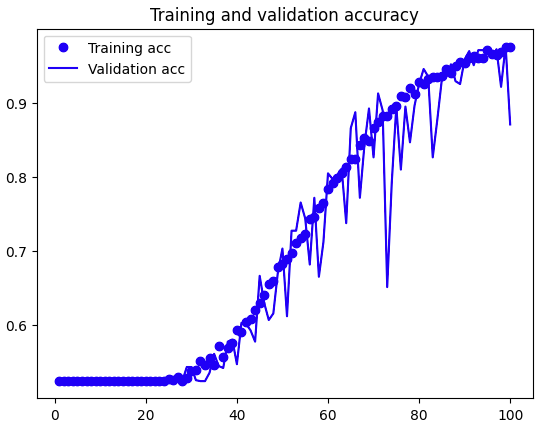 Training and validation accuracy
Training acc
Validation acc
0.9
0.8
0.7
0.6
0 20 40 60 80 100